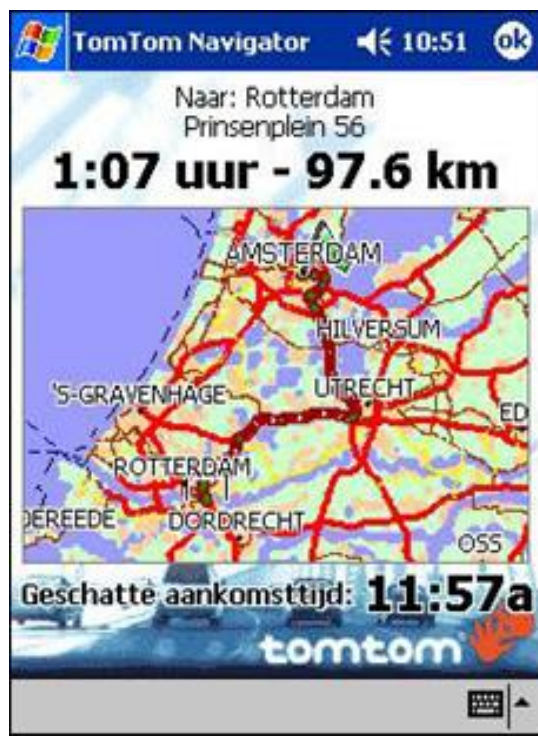 TomTom Navigator 10:51 ok
Naar: Rotterdam
Prinsenplein 56
1:07 uur - 97.6 km
AMSTERDAM
HILVERSUM
'S-GRAVENHAGE
UTRECHT
ED
ROTTERDAM
DEREEDE
DORDRECHT
OSS
Geschatte aankomsttijd: 11:57a
tomtom